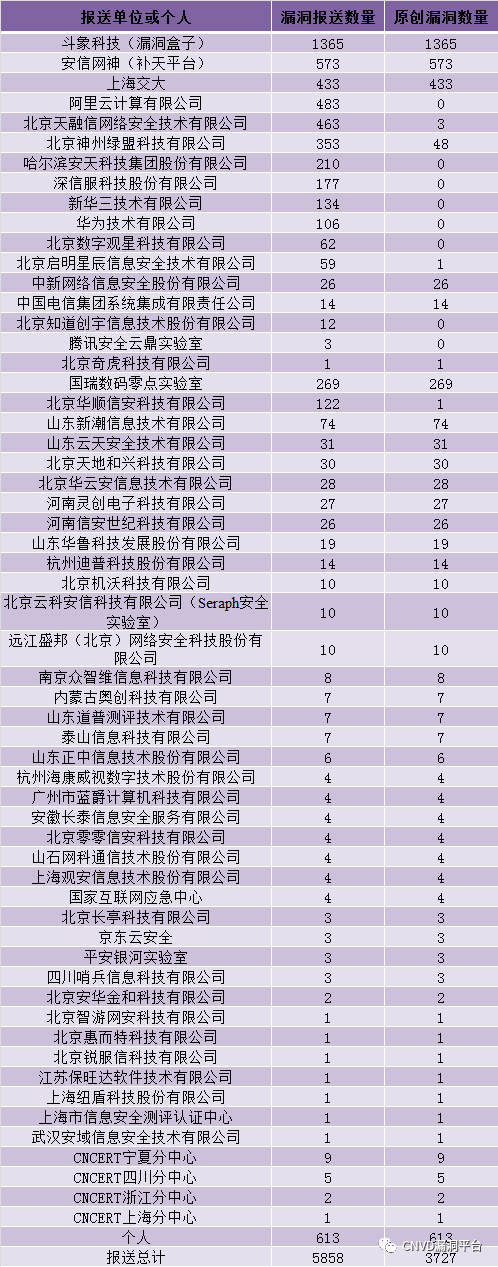 报送单位或个人 漏洞报送数量 原创漏洞数量
斗象科技（漏洞盒子） 1365 1365
安信网神（补天平台） 573 573
上海交大 433 433
阿里云计算有限公司 483 0
北京天融信网络安全技术有限公司 463 3
北京神州绿盟科技有限公司 353 48
哈尔滨安天科技集团股份有限公司 210 0
深信服科技股份有限公司 177 0
新华三技术有限公司 134 0
华为技术有限公司 106 0
北京数字观星科技有限公司 62 0
北京启明星辰信息安全技术有限公司 59 1
中新网络信息安全股份有限公司 26 26
中国电信集团系统集成有限责任公司 14 14
北京知道创宇信息技术股份有限公司 12 0
腾讯安全云鼎实验室 3 0
北京奇虎科技有限公司 1 1
国瑞数码零点实验室 269 269
北京华顺信安科技有限公司 122 1
山东新潮信息技术有限公司 74 74
山东云天安全技术有限公司 31 31
北京天地和兴科技有限公司 30 30
北京华云安信息技术有限公司 28 28
河南灵创电子科技有限公司 27 27
河南信安世纪科技有限公司 26 26
山东华鲁科技发展股份有限公司 19 19
杭州迪普科技股份有限公司 14 14
北京机沃科技有限公司 10 10
北京云科安信科技有限公司（Seraph安全
实验室） 10 10
远江盛邦（北京）网络安全科技股份有
限公司 10 10
南京众智维信息科技有限公司 8 8
内蒙古奥创科技有限公司 7 7
山东道普测评技术有限公司 7 7
泰山信息科技有限公司 7 7
山东正中信息技术股份有限公司 6 6
杭州海康威视数字技术股份有限公司 4 4
广州市蓝爵计算机科技有限公司 4 4
安徽长泰信息安全服务有限公司 4 4
北京零零信安科技有限公司 4 4
山石网科通信技术股份有限公司 4 4
上海观安信息技术股份有限公司 4 4
国家互联网应急中心 4 4
北京长亭科技有限公司 3 3
京东云安全 3 3
平安银河实验室 3 3
四川哨兵信息科技有限公司 3 3
北京安华金和科技有限公司 2 2
北京智游网安科技有限公司 1 1
北京惠而特科技有限公司 1 1
北京锐服信科技有限公司 1 1
江苏保旺达软件技术有限公司 1 1
上海纽盾科技股份有限公司 1 1
上海市信息安全测评认证中心 1 1
武汉安域信息安全技术有限公司 1 1
CNCERT宁夏分中心 9 9
CNCERT四川分中心 5 5
CNCERT浙江分中心 2 2
CNCERT上海分中心 1 1
个人 613 613
报送总计 5858 3727
CNVD漏洞平台